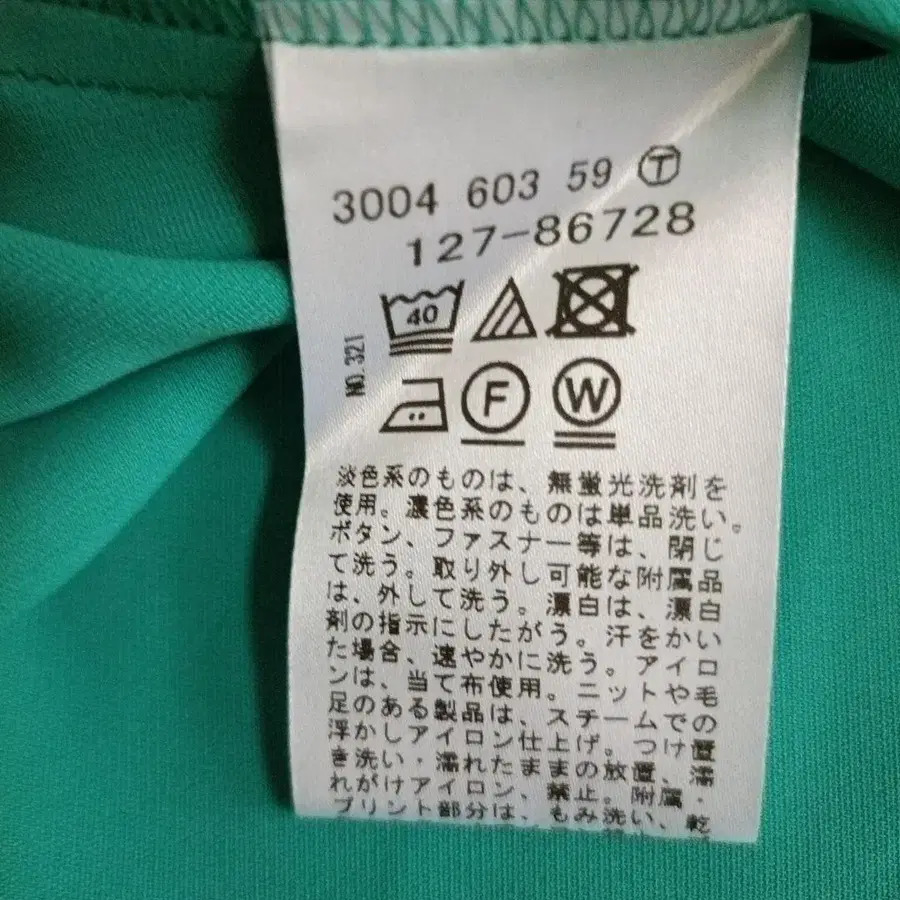 3004 603 59 Ⓣ
127-86728
40
NO.321
F
W
淡色系のものは、無蛍光洗剤を
使用。濃色系のものは単品洗い。
ボタン、ファスナー等は、閉じ
て洗う。取り外し可能な附属品
は、外して洗う。漂白は、漂白
剤の指示にしたがう。汗をかい
た場合、速やかに洗う。アイロ
ンは、当て布使用。ニットや毛
足のある製品は、スチームでの
浮かしアイロン仕上げ。つけ置
き洗い・濡れたままの放置、濡
れがけアイロン、禁止。附属・
プリント部分は、もみ洗い、乾